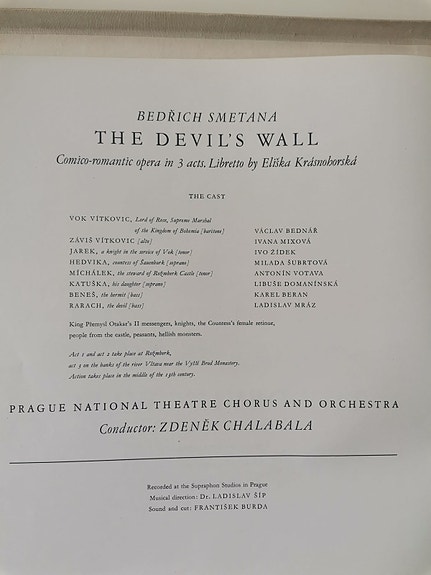 BEDŘICH SMETANA
THE DEVIL'S WALL
Comico-romantic opera in 3 acts. Libretto by Eliška Krásnohorská
THE CAST
VOK VÍTKOVIC, Lord of Rose, Supreme Marshal
of the Kingdom of Bohemia [baritone] VÁCLAV BEDNÁŘ
ZÁVIŠ VÍTKOVIC [alto] IVANA MIXOVÁ
JAREK, a knight in the service of Vok [tenor] IVO ŽÍDEK
HEDVIKA, countess of Šauenburk [soprano] MILADA ŠUBRTOVÁ
MICHÁLEK, the steward of Rožmberk Castle [tenor] ANTONÍN VOTAVA
KATUŠKA, his daughter [soprano] LIBUŠE DOMANÍNSKÁ
BENEŠ, the hermit [bass] KAREL BERAN
RARACH, the devil [bass] LADISLAV MRÁZ
King Přemysl Otakar's II messengers, knights, the Countess's female retinue,
people from the castle, peasants, hellish monsters.
Act 1 and act 2 take place at Rožmberk,
act 3 on the banks of the river Vltava near the Vyšší Brod Monastery.
Action takes place in the middle of the 13th century.
PRAGUE NATIONAL THEATRE CHORUS AND ORCHESTRA
Conductor: ZDENĚK CHALABALA
Recorded at the Supraphon Studios in Prague
Musical direction: Dr. LADISLAV ŠÍP
Sound and cut: FRANTIŠEK BURDA